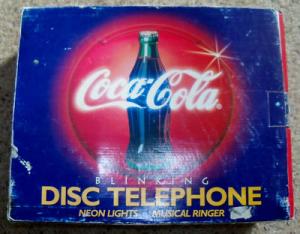 Coca-Cola
BLINKING
DISC TELEPHONE
NEON LIGHTS MUSICAL RINGER